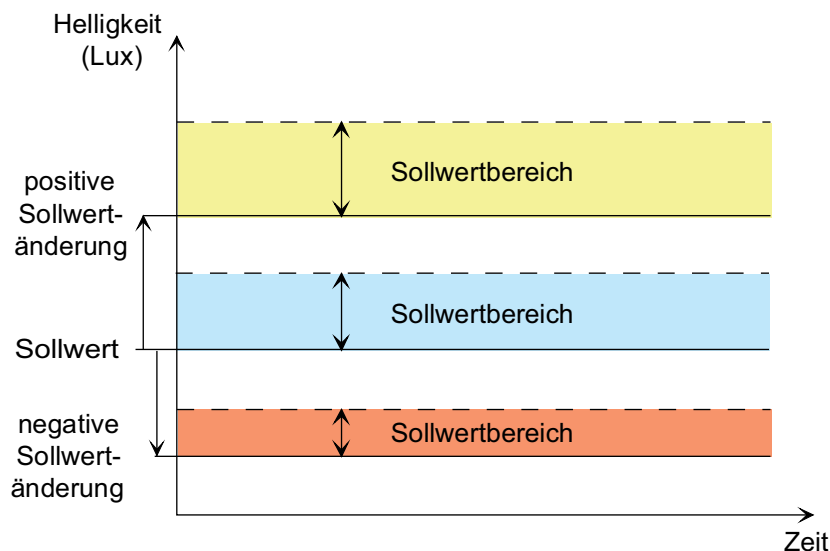 Helligkeit
(Lux)
Sollwertbereich
positive
Sollwert-
änderung
Sollwertbereich
Sollwert
Sollwertbereich
negative
Sollwert-
änderung
Zeit